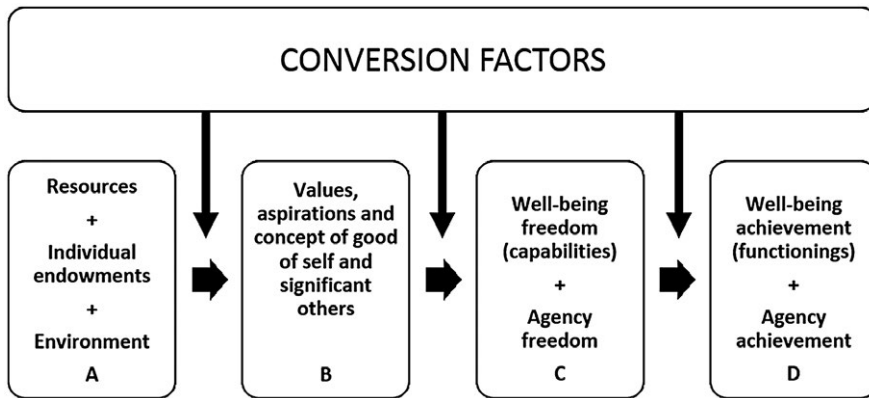 CONVERSION FACTORS
Resources
+
Individual
endowments
+
Environment
A
Values,
aspirations and
concept of good
of self and
significant
others
B
Well-being
freedom
(capabilities)
+
Agency
freedom
C
Well-being
achievement
(functionings)
+
Agency
achievement
D